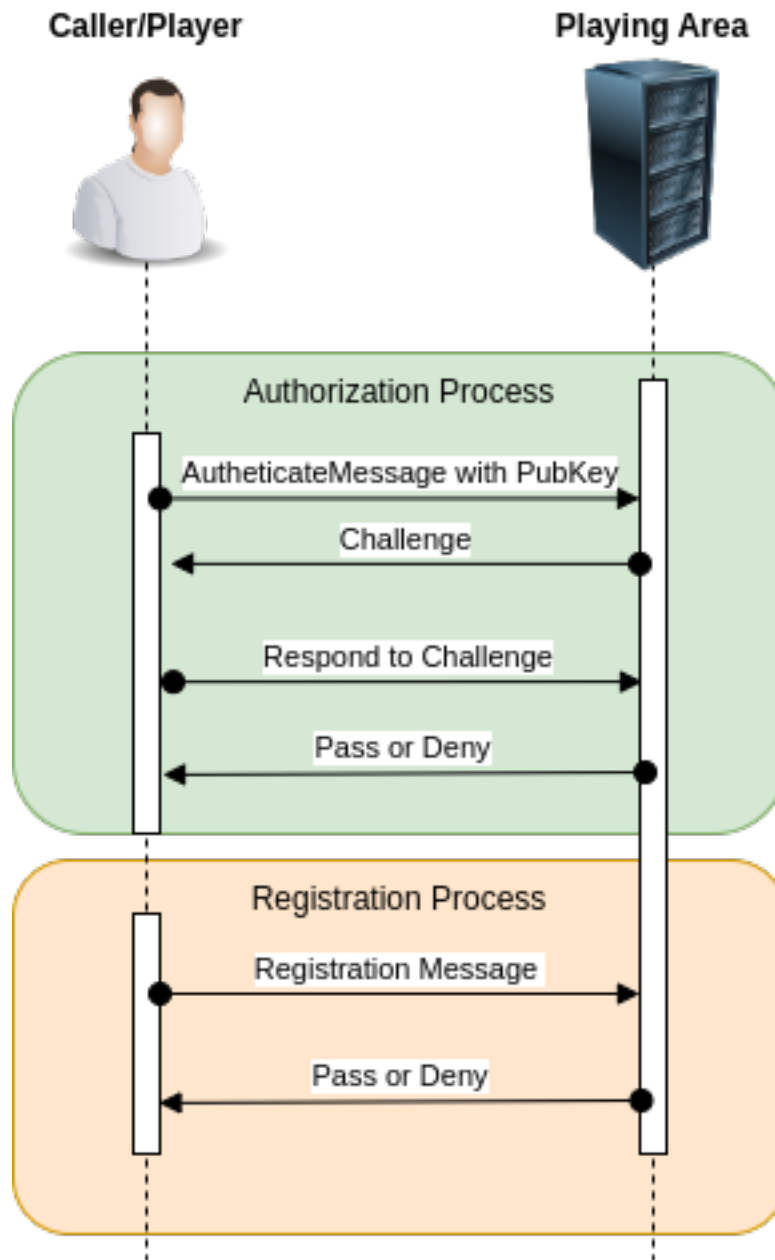 Caller/Player
Playing Area
Authorization Process
AutheticateMessage with PubKey
Challenge
Respond to Challenge
Pass or Deny
Registration Process
Registration Message
Pass or Deny